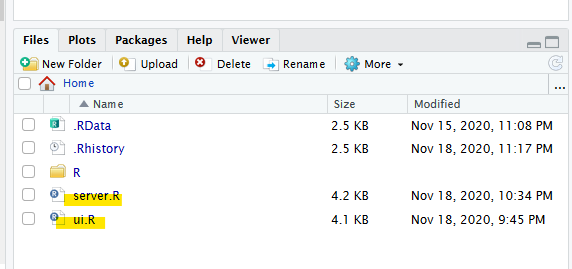 Files Plots Packages Help Viewer
New Folder Upload Delete Rename More
Home ...
Name Size Modified
.RData 2.5 KB Nov 15, 2020, 11:08 PM
.Rhistory 2.5 KB Nov 18, 2020, 11:17 PM
R
server.R 4.2 KB Nov 18, 2020, 10:34 PM
ui.R 4.1 KB Nov 18, 2020, 9:45 PM